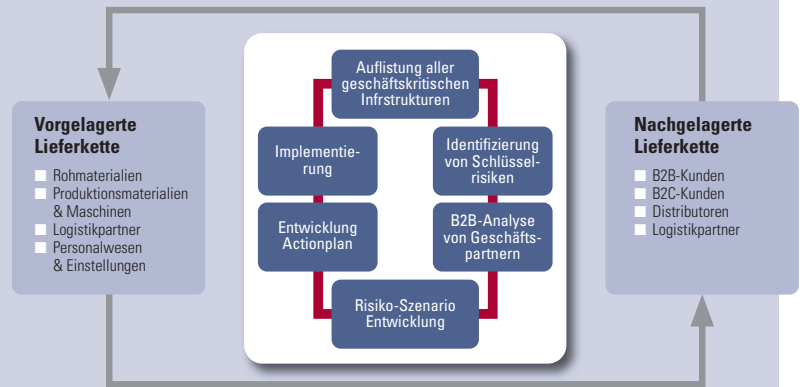 Vorgelagerte
Lieferkette
Rohmaterialien
Produktionsmaterialien
& Maschinen
Logistikpartner
Personalwesen
& Einstellungen
Auflistung aller
geschäftskritischen
Infrstrukturen
Implementie-
rung
Identifizierung
von Schlüssel-
risiken
Entwicklung
Actionplan
B2B-Analyse
von Geschäfts-
partnern
Risiko-Szenario
Entwicklung
Nachgelagerte
Lieferkette
B2B-Kunden
B2C-Kunden
Distributoren
Logistikpartner